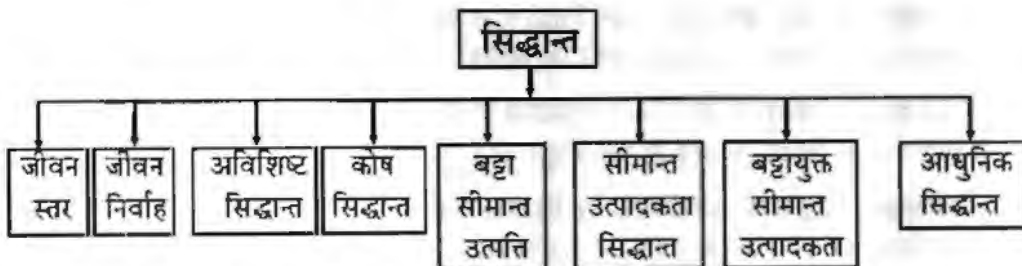 सिद्धान्त
जीवन
स्तर
जीवन
निर्वाह
अविशिष्ट
सिद्धान्त
कोष
सिद्धान्त
बट्टा
सीमान्त
उत्पत्ति
सीमान्त
उत्पादकता
सिद्धान्त
बट्टायुक्त
सीमान्त
उत्पादकता
आधुनिक
सिद्धान्त